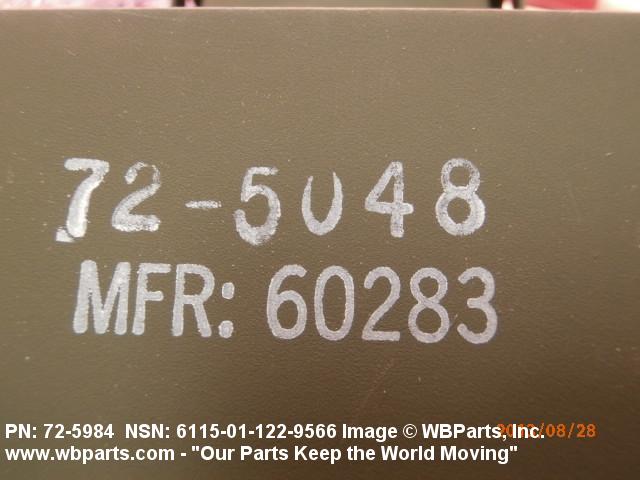 72-5048
MFR: 60283
PN: 72-5984 NSN: 6115-01-122-9566 Image © WBParts, Inc.
www.wbparts.com - "Our Parts Keep the World Moving"